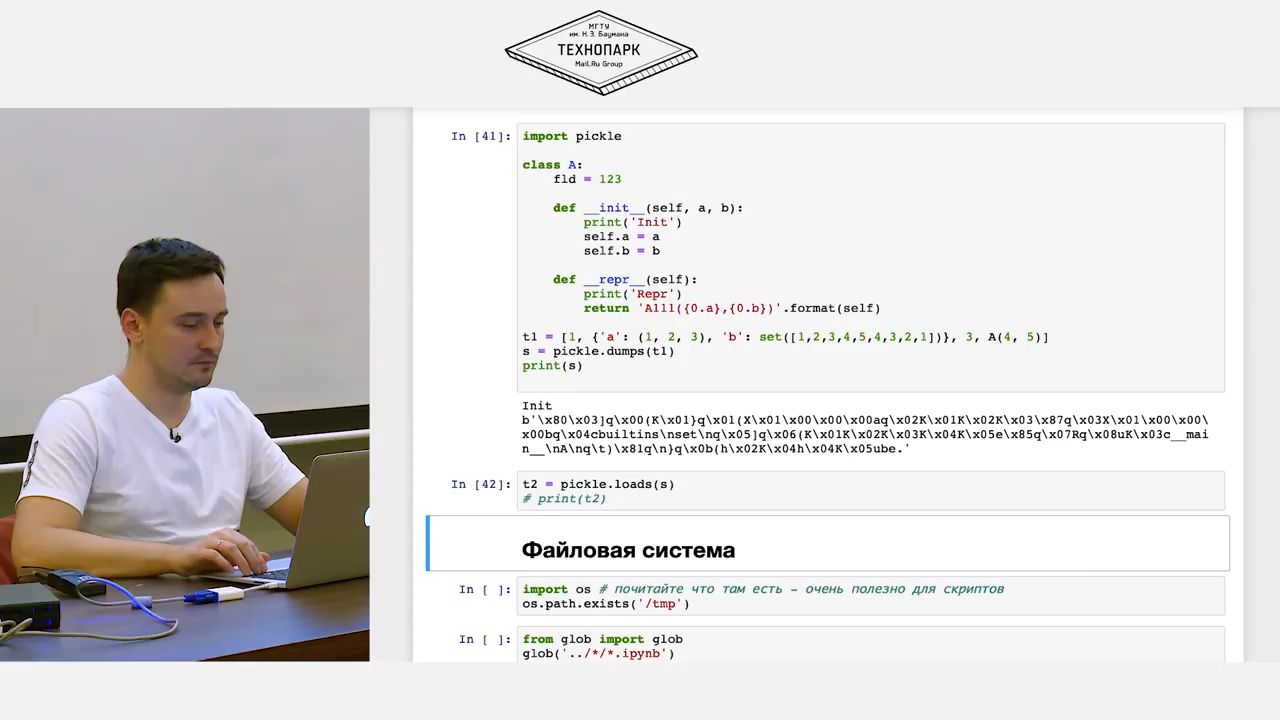 МГТУ
им. Н.Э. Баумана
ТЕХНОПАРК
Mail.Ru Group
In [41]: import pickle
class A:
fld = 123
def __init__(self, a, b):
print('Init')
self.a = a
self.b = b
def __repr__(self):
print('Repr')
return 'A111({0.a},{0.b})'.format(self)
t1 = [1, {'a': (1, 2, 3), 'b': set([1,2,3,4,5,4,3,2,1])}, 3, A(4, 5)]
s = pickle.dumps(t1)
print(s)
Init
b'\x80\x03]q\x00(K\x01}q\x01(X\x01\x00\x00\x00aq\x02K\x01K\x02K\x03\x87q\x03X\x01\x00\x00\
\x00bq\x04cbuiltins\nset\nq\x05]q\x06(K\x01K\x02K\x03K\x04K\x05e\x85q\x07Rq\x08uK\x03c__mai
n__\nA\nq\t)\x81q\n}q\x0b(h\x02K\x04h\x04K\x05ube.'
In [42]: t2 = pickle.loads(s)
# print(t2)
Файловая система
In [ ]: import os # почитайте что там есть - очень полезно для скриптов
os.path.exists('/tmp')
In [ ]: from glob import glob
glob('../*/*.ipynb')